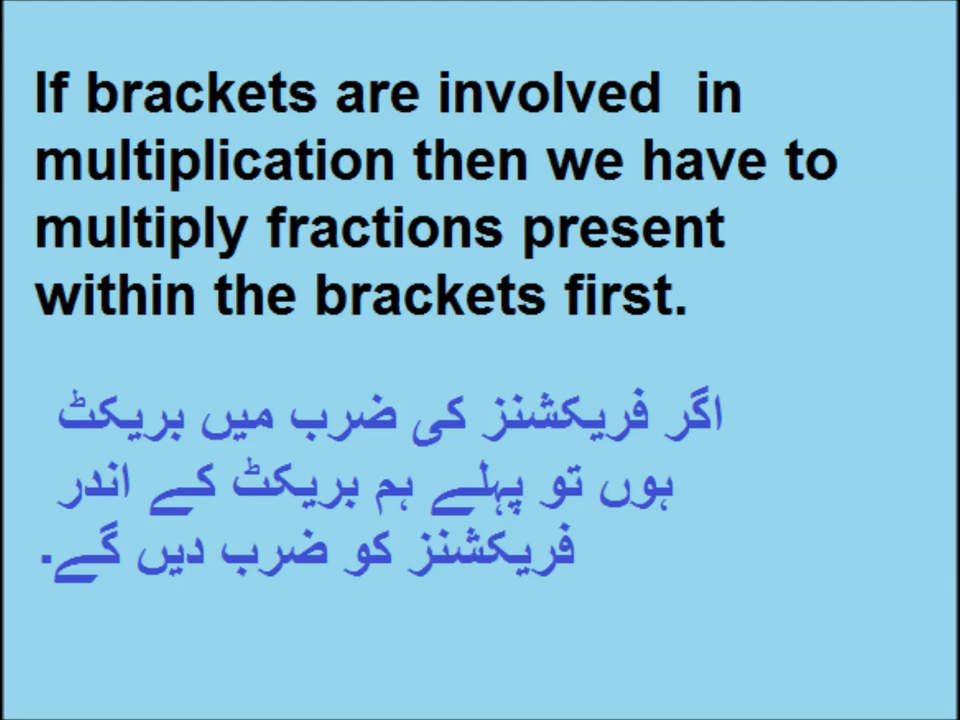 If brackets are involved  in
multiplication then we have to
multiply fractions present
within the brackets first.
اگر فریکشنز کی ضرب میں بریکٹ
ہوں تو پہلے ہم بریکٹ کے اندر
فریکشنز کو ضرب دیں گے۔